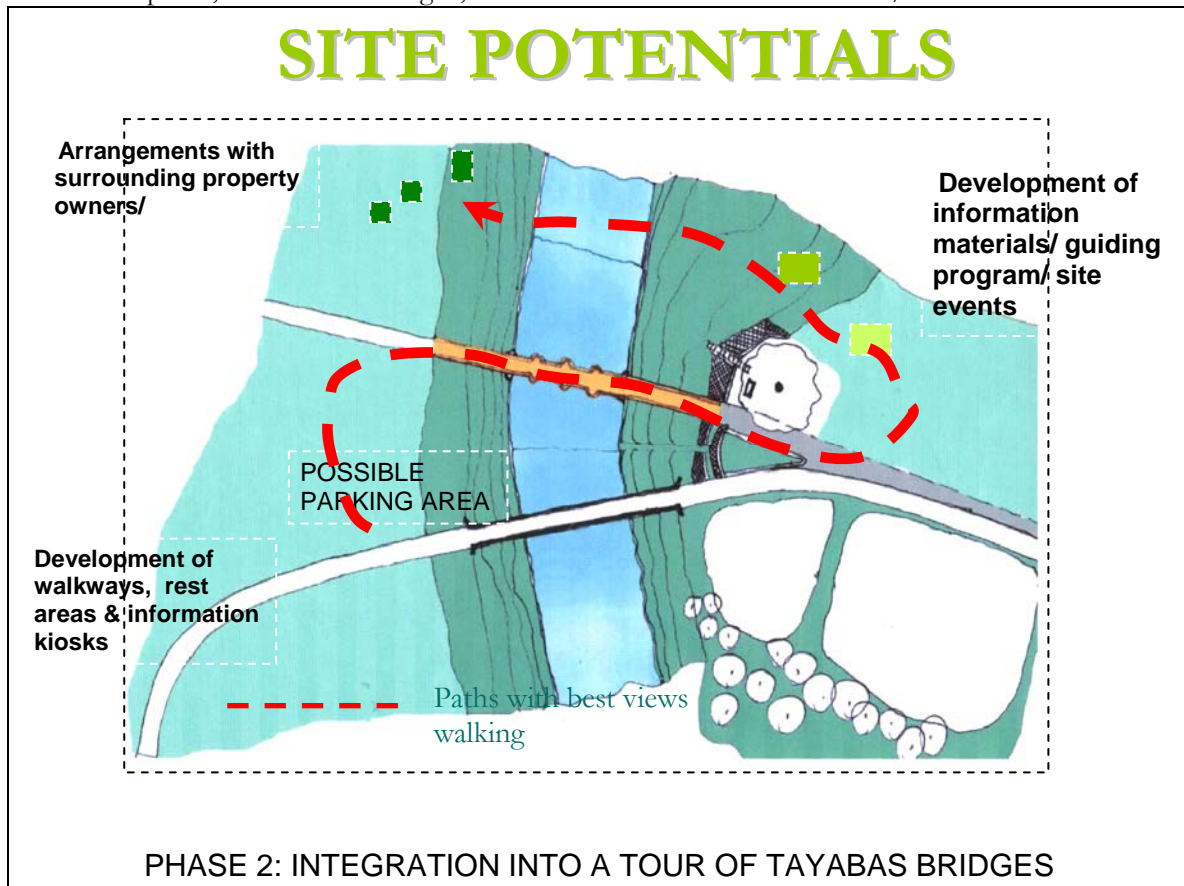 SITE POTENTIALS
Arrangements with
surrounding property
owners/
Development of
information
materials/ guiding
program/ site
events
POSSIBLE
PARKING AREA
Development of
walkways, rest
areas & information
kiosks
Paths with best views
walking
PHASE 2: INTEGRATION INTO A TOUR OF TAYABAS BRIDGES